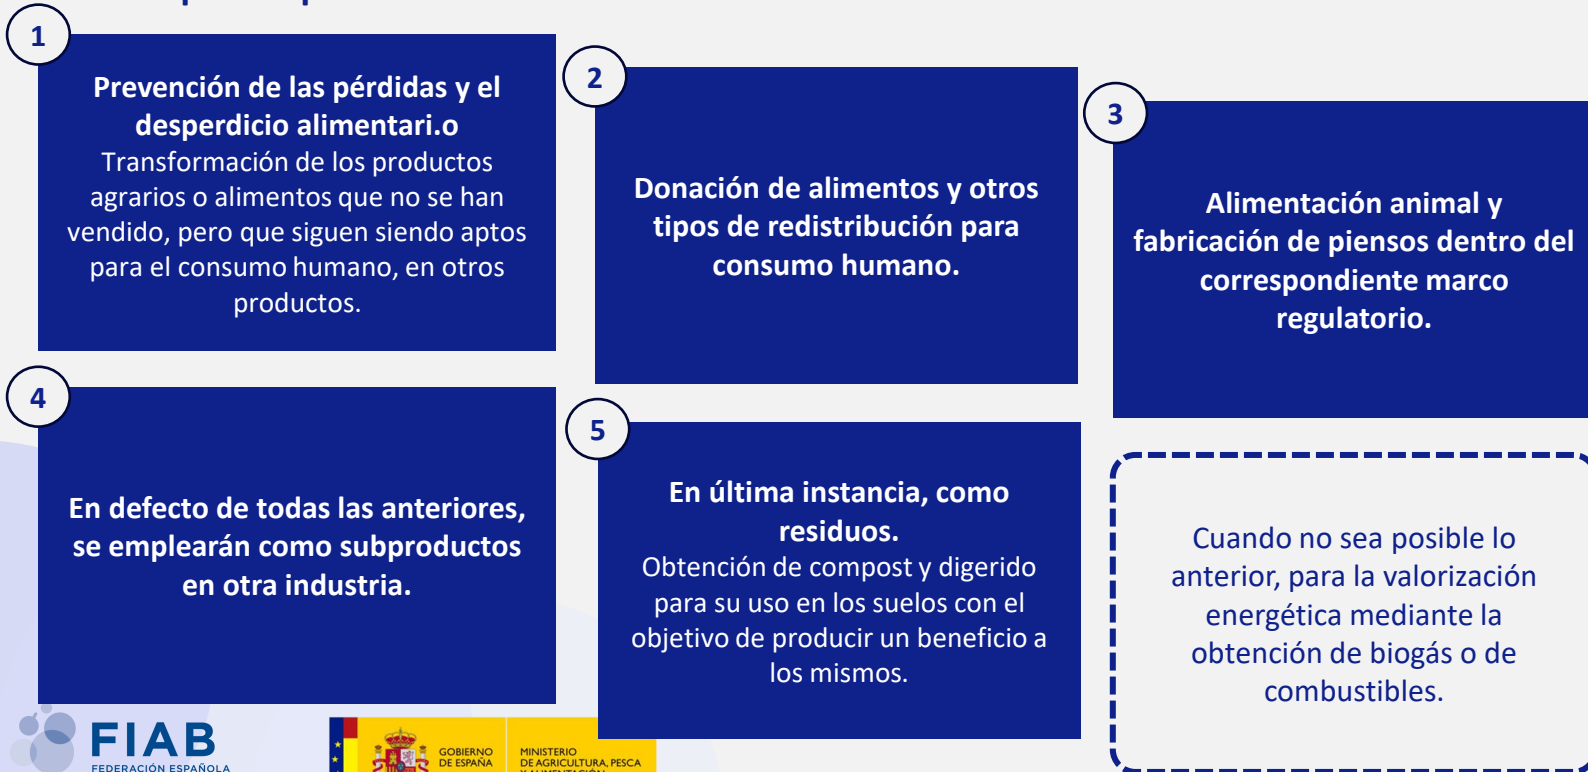 1
Prevención de las pérdidas y el
desperdicio alimentari.o
Transformación de los productos
agrarios o alimentos que no se han
vendido, pero que siguen siendo aptos
para el consumo humano, en otros
productos.
2
Donación de alimentos y otros
tipos de redistribución para
consumo humano.
3
Alimentación animal y
fabricación de piensos dentro del
correspondiente marco
regulatorio.
4
En defecto de todas las anteriores,
se emplearán como subproductos
en otra industria.
5
En última instancia, como
residuos.
Obtención de compost y digerido
para su uso en los suelos con el
objetivo de producir un beneficio a
los mismos.
Cuando no sea posible lo
anterior, para la valorización
energética mediante la
obtención de biogás o de
combustibles.
FIAB
FEDERACIÓN ESPAÑOLA
GOBIERNO
DE ESPAÑA
MINISTERIO
DE AGRICULTURA, PESCA
Y ALIMENTACIÓN